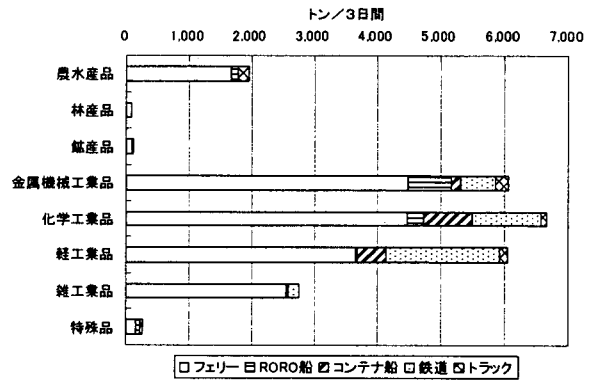 トン／3日間
0 1,000 2,000 3,000 4,000 5,000 6,000 7,000
農水産品
林産品
鉱産品
金属機械工業品
化学工業品
軽工業品
雑工業品
特殊品
フェリー RORO船 コンテナ船 鉄道 トラック